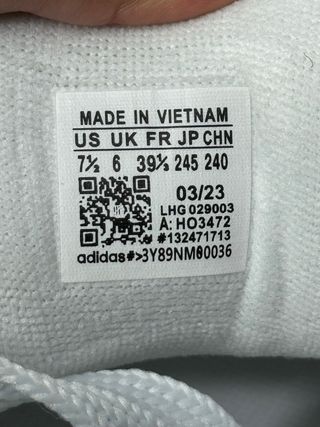 MADE IN VIETNAM
US UK FR JP CHN
7½ 6 39⅓ 245 240
03/23
LHG 029003
A: HO3472
#132471713
adidas#>3Y89NM00036